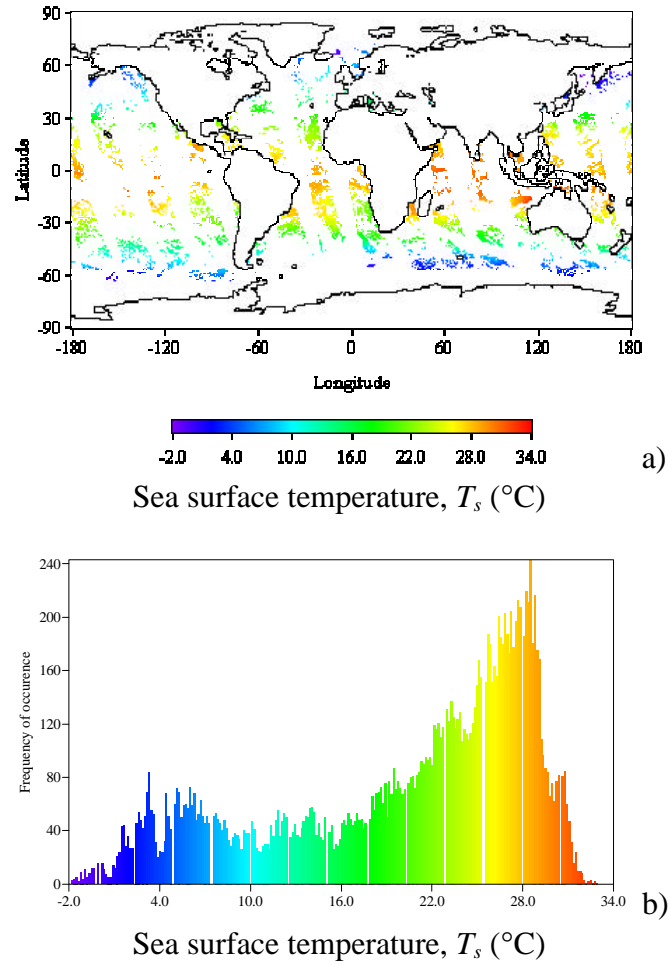 90
60
30
0
-30
-60
-90
Latitude
-180 -120 -60 0 60 120 180
Longitude
-2.0 4.0 10.0 16.0 22.0 28.0 34.0
a)
Sea surface temperature, Ts (°C)
240
200
160
120
80
40
0
Frequency of occurence
-2.0 4.0 10.0 16.0 22.0 28.0 34.0
b)
Sea surface temperature, Ts (°C)